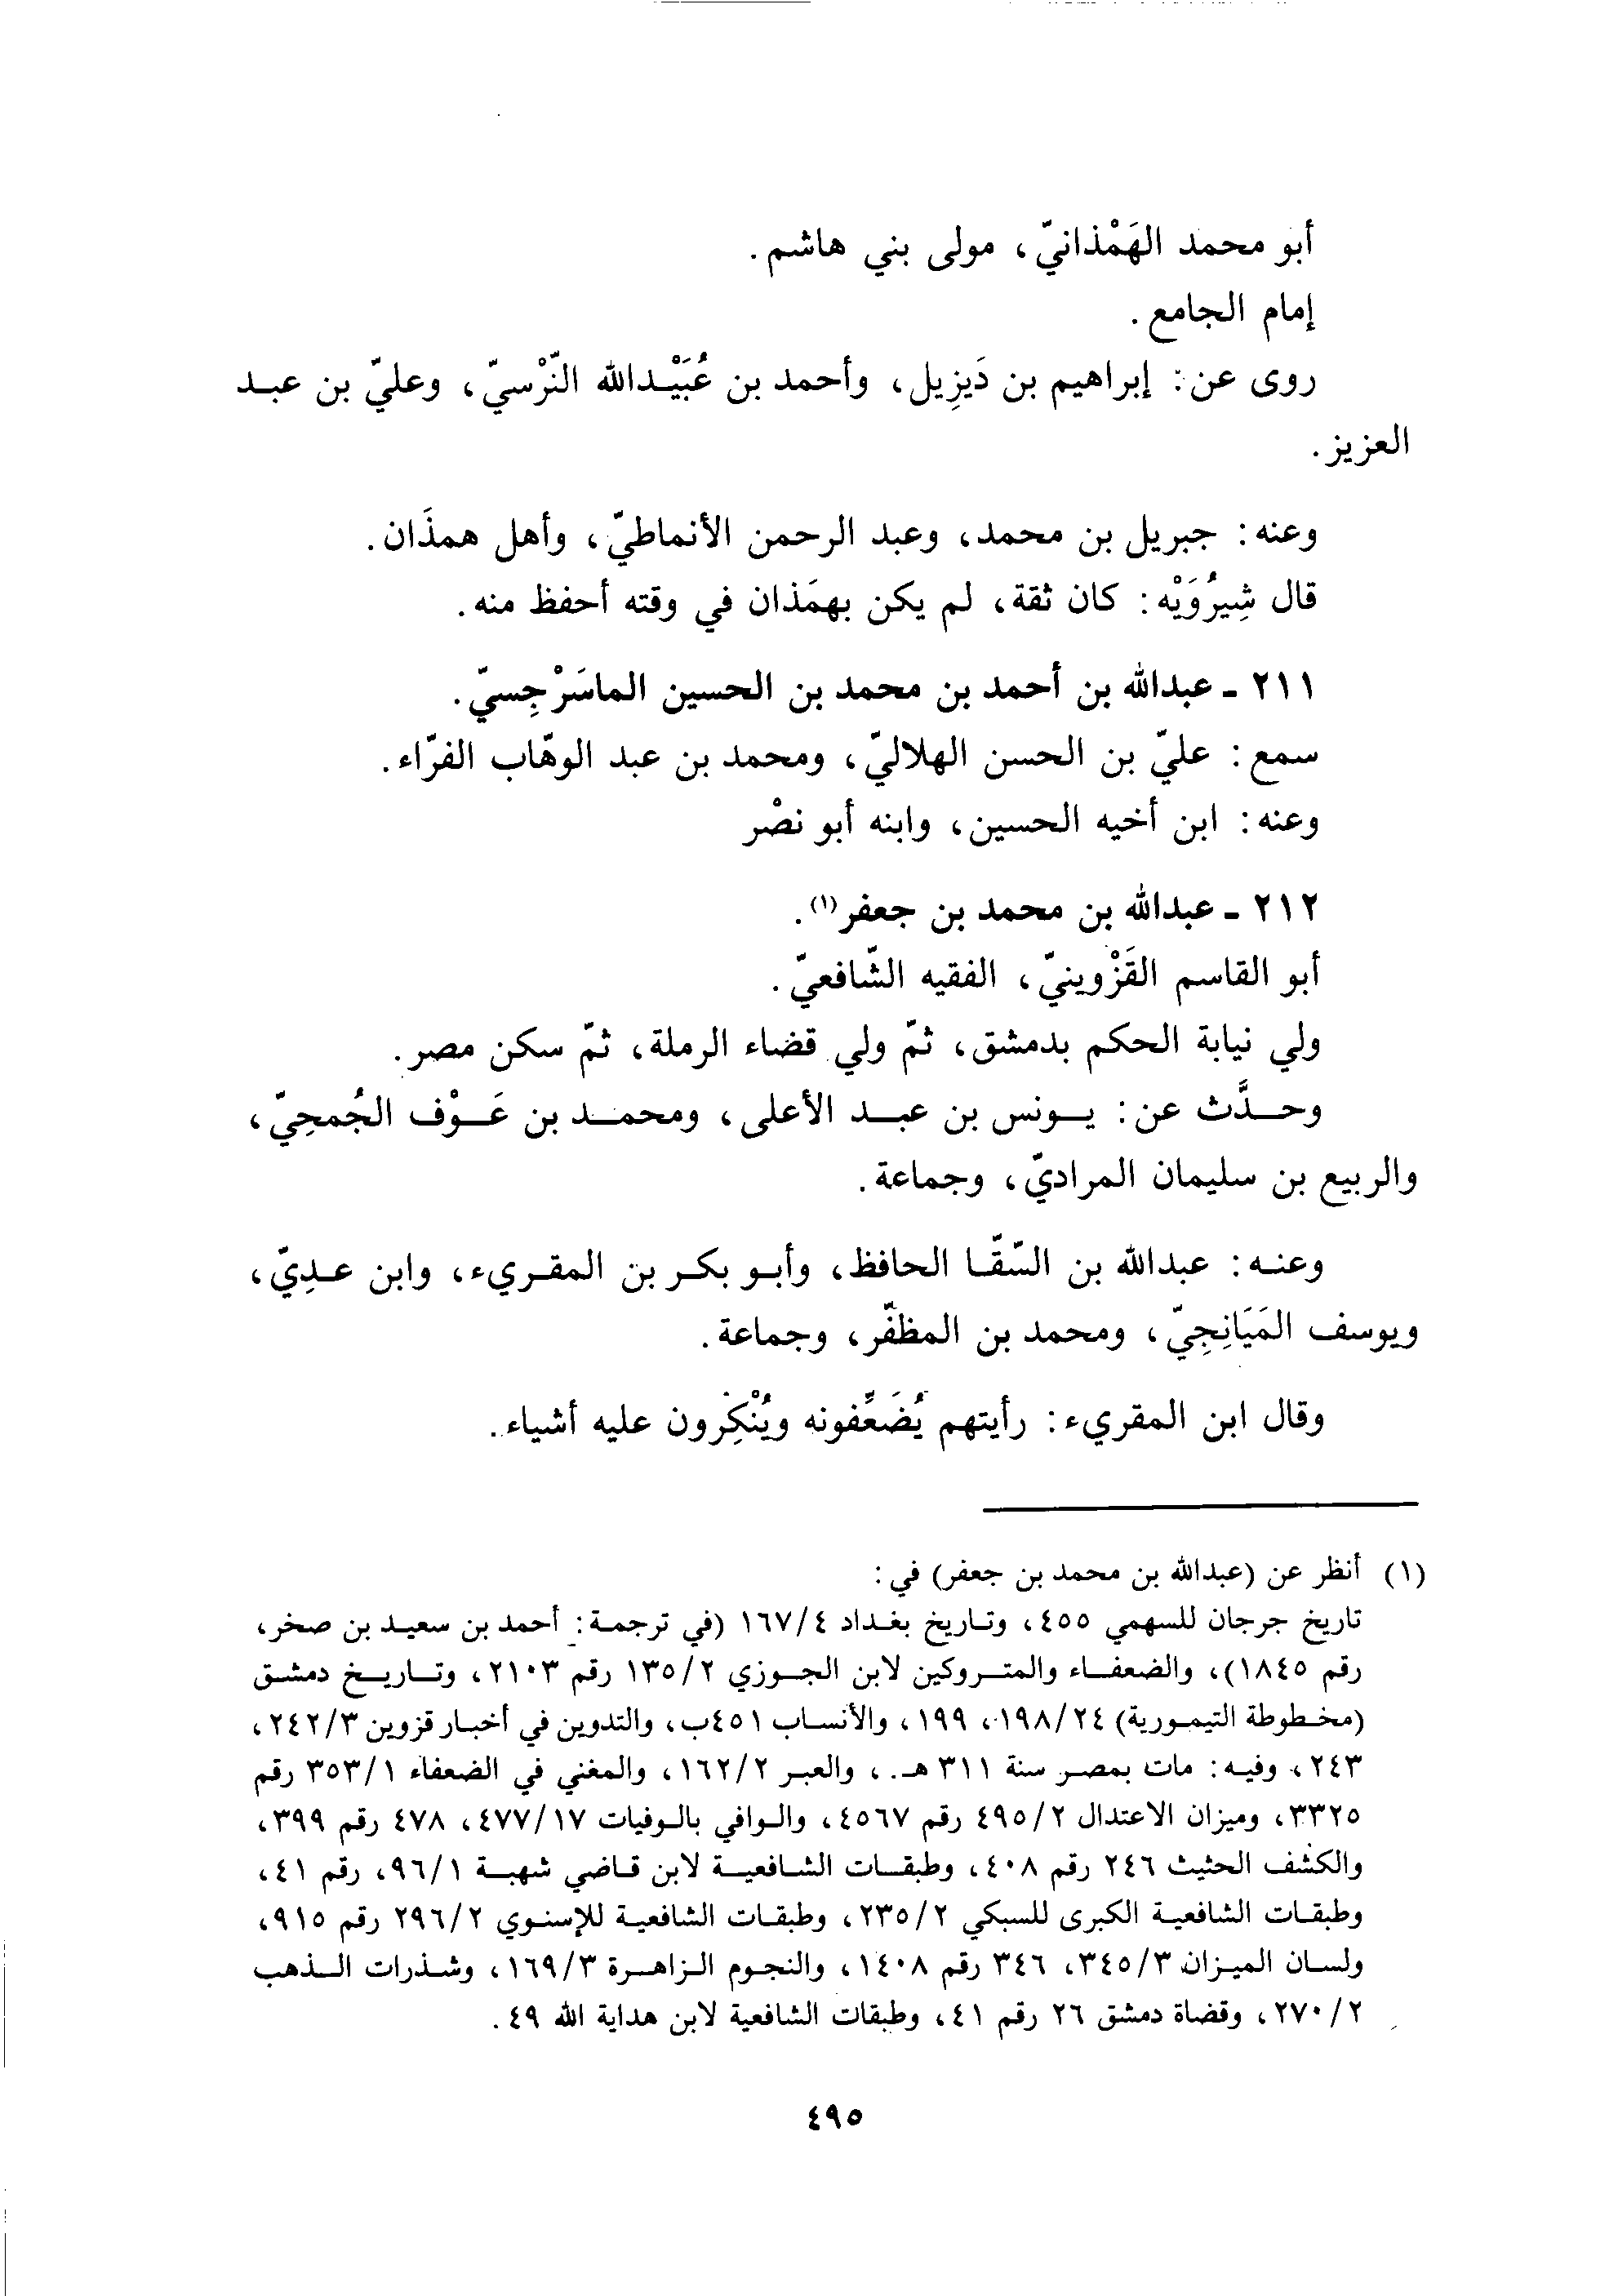 أبو محمد الهَمْذانيّ، مولى بني هاشم.
إمام الجامع.
روى عن: إبراهيم بن دَيزِيل، وأحمد بن عُبَيْدالله النّرْسيّ، وعليّ بن عبد
العزيز.
وعنه: جبريل بن محمد، وعبد الرحمن الأنماطيّ، وأهل همذَان.
قال شِيرُوَيْه: كان ثقة، لم يكن بهمَذان في وقته أحفظ منه.
٢١١ - عبدالله بن أحمد بن محمد بن الحسين الماسَرْجِسيّ.
سمع: عليّ بن الحسن الهلاليّ، ومحمد بن عبد الوهّاب الفرّاء.
وعنه: ابن أخيه الحسين، وابنه أبو نصْر
٢١٢ - عبدالله بن محمد بن جعفر(١).
أبو القاسم القَزْوينيّ، الفقيه الشّافعيّ.
ولي نيابة الحكم بدمشق، ثمّ ولي قضاء الرملة، ثمّ سكن مصر.
وحدَّث عن: يونس بن عبد الأعلى، ومحمد بن عَوْف الجُمحِيّ،
والربيع بن سليمان المراديّ، وجماعة.
وعنه: عبدالله بن السّقّا الحافظ، وأبو بكر بن المقريء، وابن عدِيّ،
ويوسف المَيَانِجِيّ، ومحمد بن المظفّر، وجماعة.
وقال ابن المقريء: رأيتهم يُضَعِّفونه ويُنْكِرون عليه أشياء.
(١) أنظر عن (عبدالله بن محمد بن جعفر) في:
تاريخ جرجان للسهمي ٤٥٥، وتاريخ بغداد ١٦٧/٤ (في ترجمة: أحمد بن سعيد بن صخر،
رقم ١٨٤٥)، والضعفاء والمتروكين لابن الجوزي ١٣٥/٢ رقم ٢١٠٣، وتاريخ دمشق
(مخطوطة التيمورية) ١٩٨/٢٤، ١٩٩، والأنساب ٤٥١ب، والتدوين في أخبار قزوين ٢٤٢/٣،
٢٤٣، وفيه: مات بمصر سنة ٣١١ هـ.، والعبر ١٦٢/٢، والمغني في الضعفاء ٣٥٣/١ رقم
٣٣٢٥، وميزان الاعتدال ٤٩٥/٢ رقم ٤٥٦٧، والوافي بالوفيات ٤٧٧/١٧، ٤٧٨ رقم ٣٩٩،
والكشف الحثيث ٢٤٦ رقم ٤٠٨، وطبقات الشافعية لابن قاضي شهبة ٩٦/١، رقم ٤١،
وطبقات الشافعية الكبرى للسبكي ٢٣٥/٢، وطبقات الشافعية للإسنوي ٢٩٦/٢ رقم ٩١٥،
ولسان الميزان ٣٤٥/٣، ٣٤٦ رقم ١٤٠٨، والنجوم الزاهرة ١٦٩/٣، وشذرات الذهب
٢٧٠/٢، وقضاة دمشق ٢٦ رقم ٤١، وطبقات الشافعية لابن هداية الله ٤٩.
٤٩٥